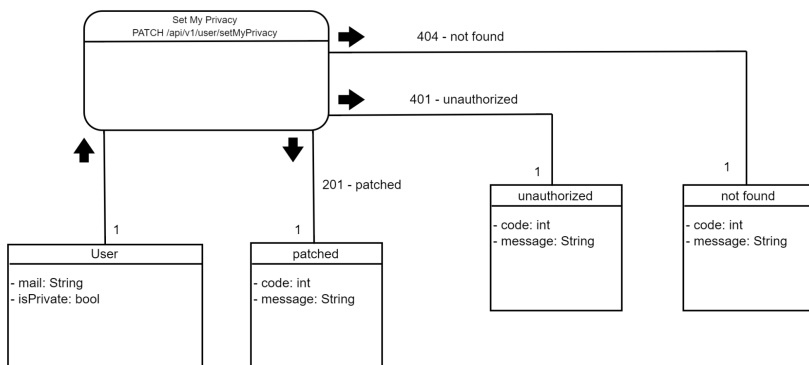 Set My Privacy
PATCH /api/v1/user/setMyPrivacy
404 - not found
401 - unauthorized
201 - patched
1
1
1
1
User
- mail: String
- isPrivate: bool
patched
- code: int
- message: String
unauthorized
- code: int
- message: String
not found
- code: int
- message: String